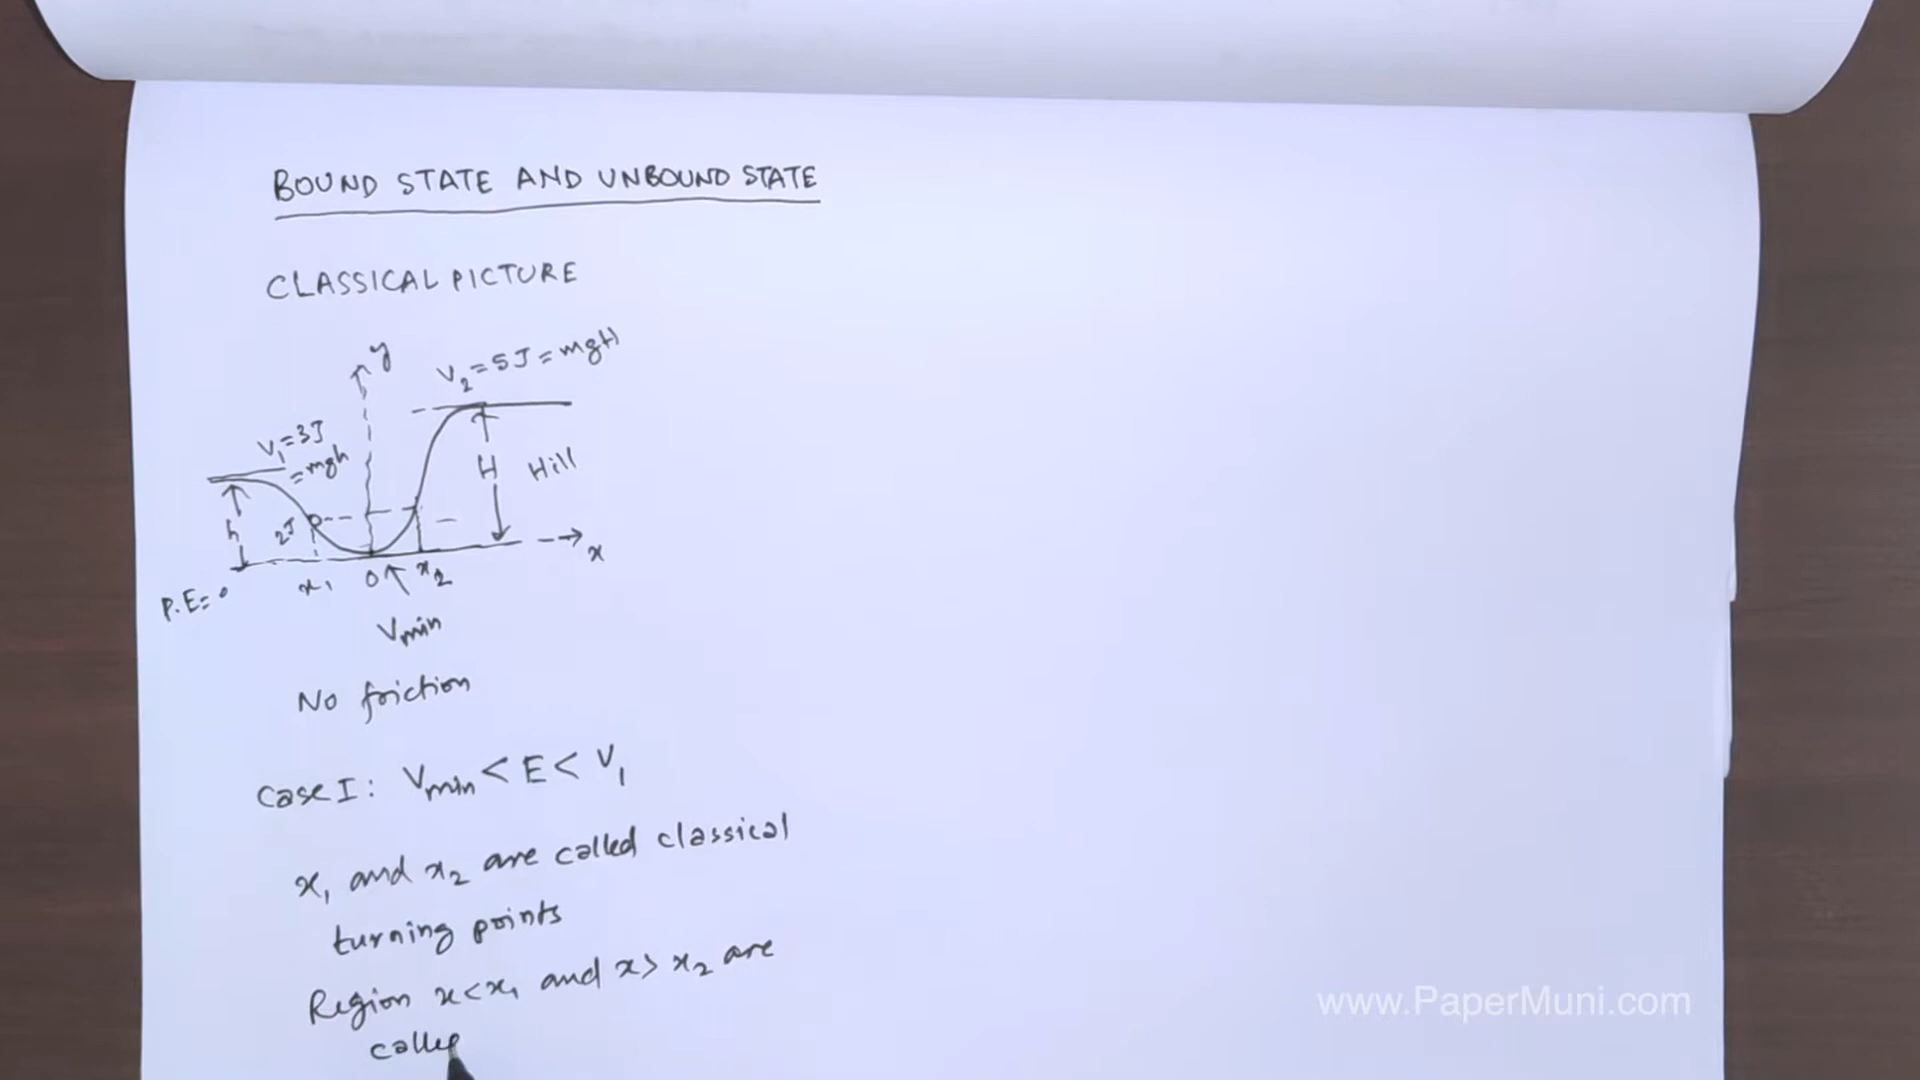 BOUND STATE AND UNBOUND STATE
CLASSICAL PICTURE
y
V₂ = 5J = mgH
V₁ = 3J
= mgh
H Hill
h
2J
x
P.E = 0
x₁ 0 x₂
Vmin
No friction
Case I: Vmin < E < V₁
x₁ and x₂ are called classical
turning points
Region x < x₁ and x > x₂ are
called
www.PaperMuni.com